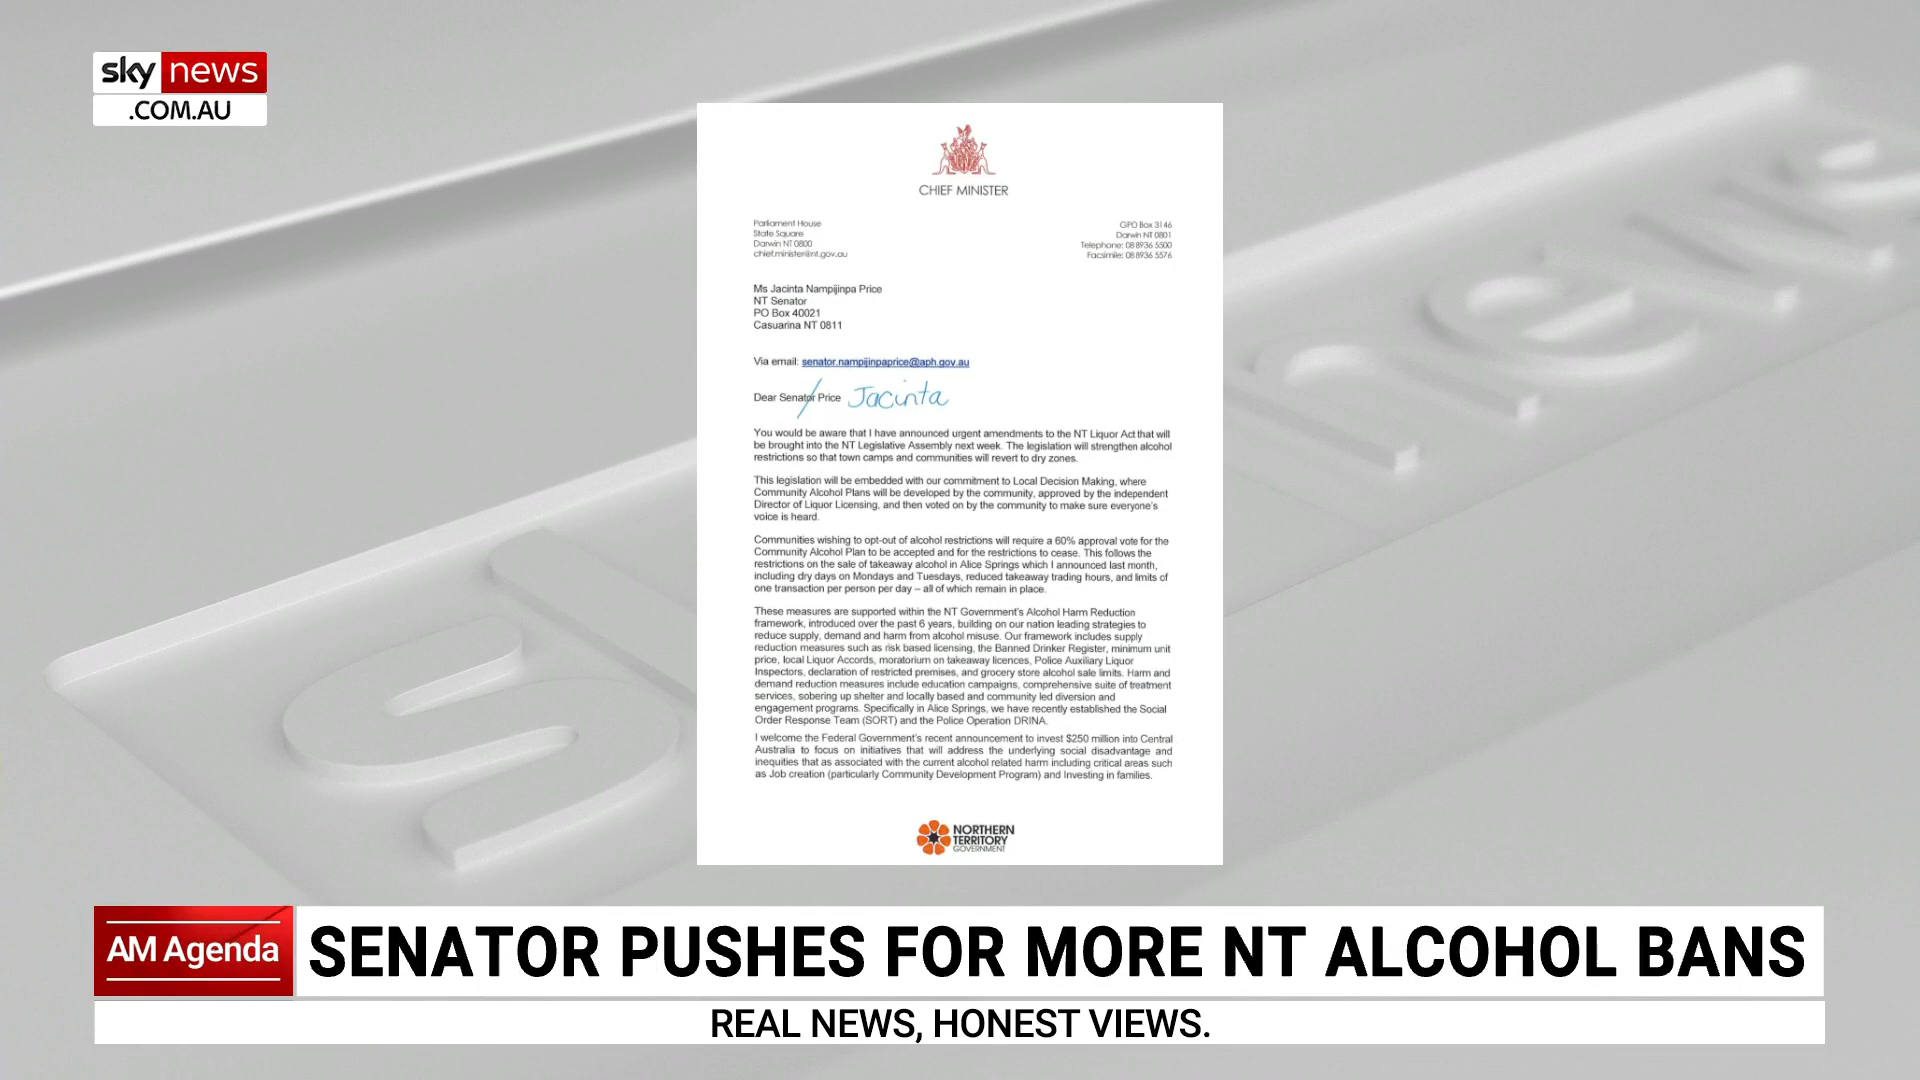 sky news
.COM.AU
CHIEF MINISTER
Parliament House
State Square
Darwin NT 0800
chief.minister@nt.gov.au
GPO Box 3146
Darwin NT 0801
Telephone: 08 8936 5500
Facsimile: 08 8936 5576
Ms Jacinta Nampijinpa Price
NT Senator
PO Box 40021
Casuarina NT 0811
Via email: senator.nampijinpaprice@aph.gov.au
Dear Senator Price Jacinta
You would be aware that I have announced urgent amendments to the NT Liquor Act that will
be brought into the NT Legislative Assembly next week. The legislation will strengthen alcohol
restrictions so that town camps and communities will revert to dry zones.
This legislation will be embedded with our commitment to Local Decision Making, where
Community Alcohol Plans will be developed by the community, approved by the independent
Director of Liquor Licensing, and then voted on by the community to make sure everyone's
voice is heard.
Communities wishing to opt-out of alcohol restrictions will require a 60% approval vote for the
Community Alcohol Plan to be accepted and for the restrictions to cease. This follows the
restrictions on the sale of takeaway alcohol in Alice Springs which I announced last month,
including dry days on Mondays and Tuesdays, reduced takeaway trading hours, and limits of
one transaction per person per day – all of which remain in place.
These measures are supported within the NT Government's Alcohol Harm Reduction
framework, introduced over the past 6 years, building on our nation leading strategies to
reduce supply, demand and harm from alcohol misuse. Our framework includes supply
reduction measures such as risk based licensing, the Banned Drinker Register, minimum unit
price, local Liquor Accords, moratorium on takeaway licences, Police Auxiliary Liquor
Inspectors, declaration of restricted premises, and grocery store alcohol sale limits. Harm and
demand reduction measures include education campaigns, comprehensive suite of treatment
services, sobering up shelter and locally based and community led diversion and
engagement programs. Specifically in Alice Springs, we have recently established the Social
Order Response Team (SORT) and the Police Operation DRINA.
I welcome the Federal Government's recent announcement to invest $250 million into Central
Australia to focus on initiatives that will address the underlying social disadvantage and
inequities that as associated with the current alcohol related harm including critical areas such
as Job creation (particularly Community Development Program) and Investing in families.
NORTHERN
TERRITORY
GOVERNMENT
AM Agenda
SENATOR PUSHES FOR MORE NT ALCOHOL BANS
REAL NEWS, HONEST VIEWS.
sky news